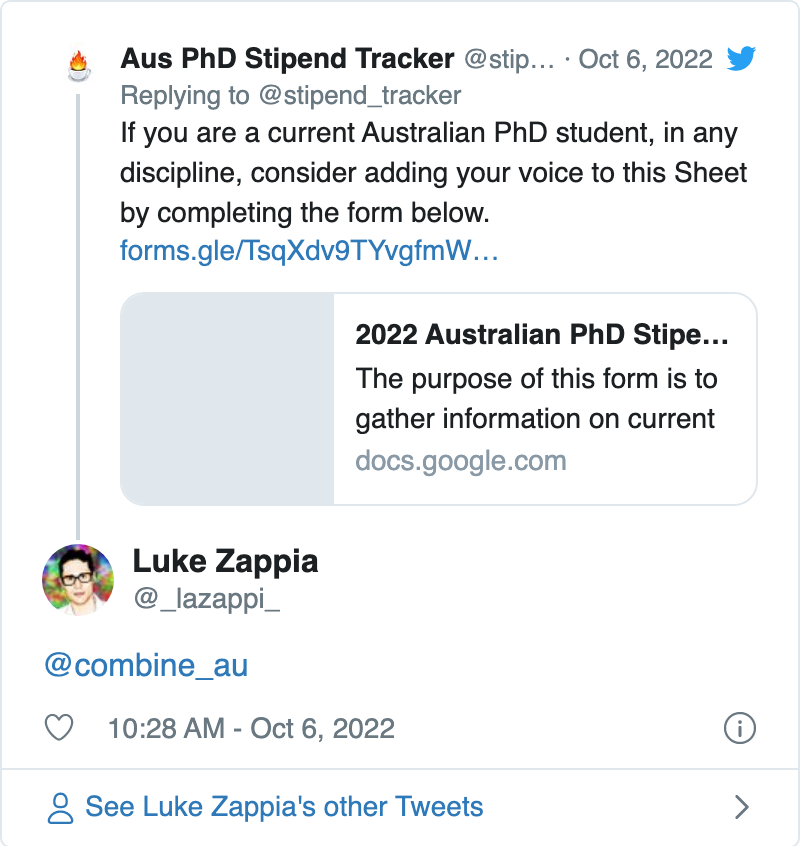 Aus PhD Stipend Tracker @stip... · Oct 6, 2022
Replying to @stipend_tracker
If you are a current Australian PhD student, in any
discipline, consider adding your voice to this Sheet
by completing the form below.
forms.gle/TsqXdv9TYvgfmW…
2022 Australian PhD Stipe...
The purpose of this form is to
gather information on current
docs.google.com
Luke Zappia
@_lazappi_
@combine_au
10:28 AM - Oct 6, 2022
See Luke Zappia's other Tweets